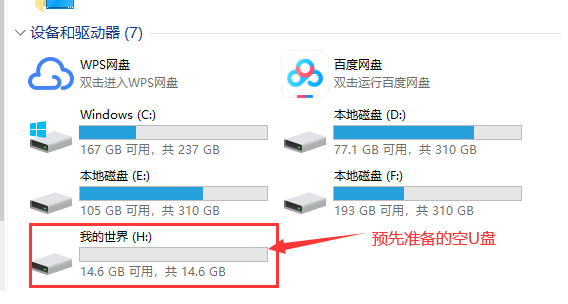 设备和驱动器 (7)
WPS网盘
双击进入WPS网盘
百度网盘
双击运行百度网盘
Windows (C:)
167 GB 可用，共 237 GB
本地磁盘 (D:)
77.1 GB 可用，共 310 GB
本地磁盘 (E:)
105 GB 可用，共 310 GB
本地磁盘 (F:)
193 GB 可用，共 310 GB
我的世界 (H:)
14.6 GB 可用，共 14.6 GB
预先准备的空U盘